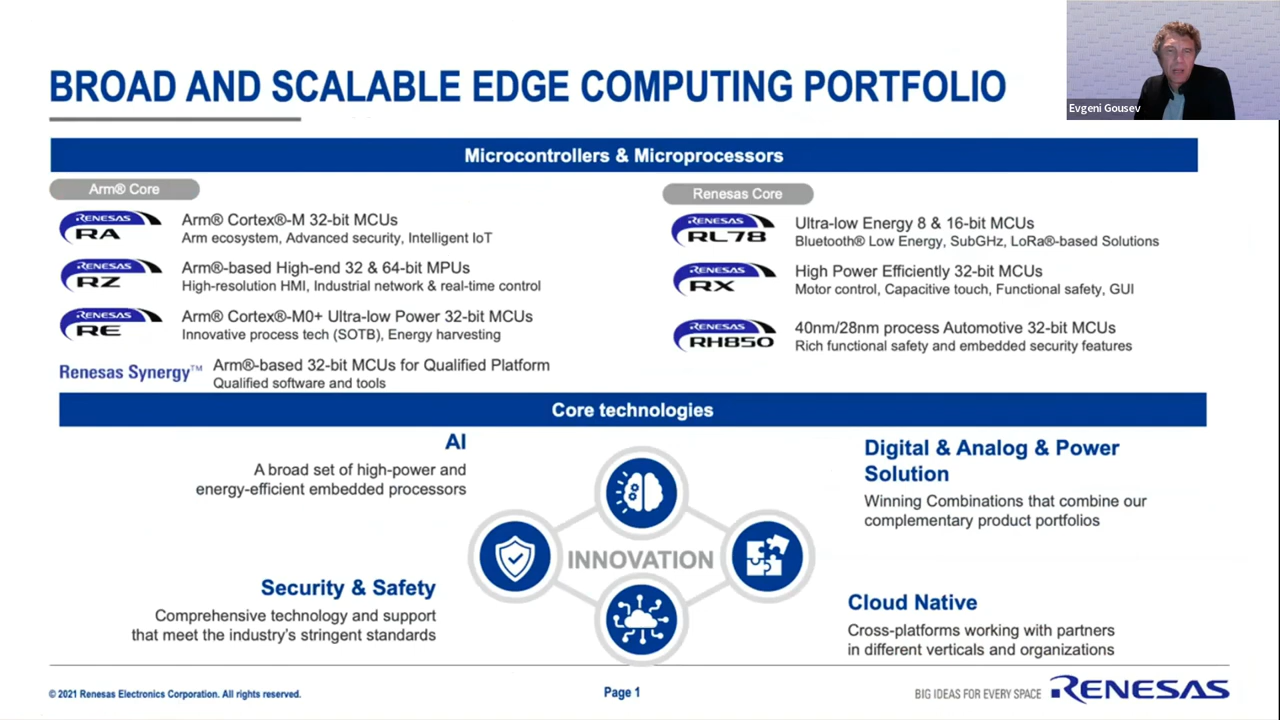 BROAD AND SCALABLE EDGE COMPUTING PORTFOLIO
Evgeni Gousev
Microcontrollers & Microprocessors
Arm® Core
RENESAS
RA
Arm® Cortex®-M 32-bit MCUs
Arm ecosystem, Advanced security, Intelligent IoT
RENESAS
RZ
Arm®-based High-end 32 & 64-bit MPUs
High-resolution HMI, Industrial network & real-time control
RENESAS
RE
Arm® Cortex®-M0+ Ultra-low Power 32-bit MCUs
Innovative process tech (SOTB), Energy harvesting
Renesas Synergy™
Arm®-based 32-bit MCUs for Qualified Platform
Qualified software and tools
Renesas Core
RENESAS
RL78
Ultra-low Energy 8 & 16-bit MCUs
Bluetooth® Low Energy, SubGHz, LoRa®-based Solutions
RENESAS
RX
High Power Efficiently 32-bit MCUs
Motor control, Capacitive touch, Functional safety, GUI
RENESAS
RH850
40nm/28nm process Automotive 32-bit MCUs
Rich functional safety and embedded security features
Core technologies
AI
A broad set of high-power and
energy-efficient embedded processors
Digital & Analog & Power
Solution
Winning Combinations that combine our
complementary product portfolios
INNOVATION
Security & Safety
Comprehensive technology and support
that meet the industry's stringent standards
Cloud Native
Cross-platforms working with partners
in different verticals and organizations
© 2021 Renesas Electronics Corporation. All rights reserved.
Page 1
BIG IDEAS FOR EVERY SPACE
RENESAS